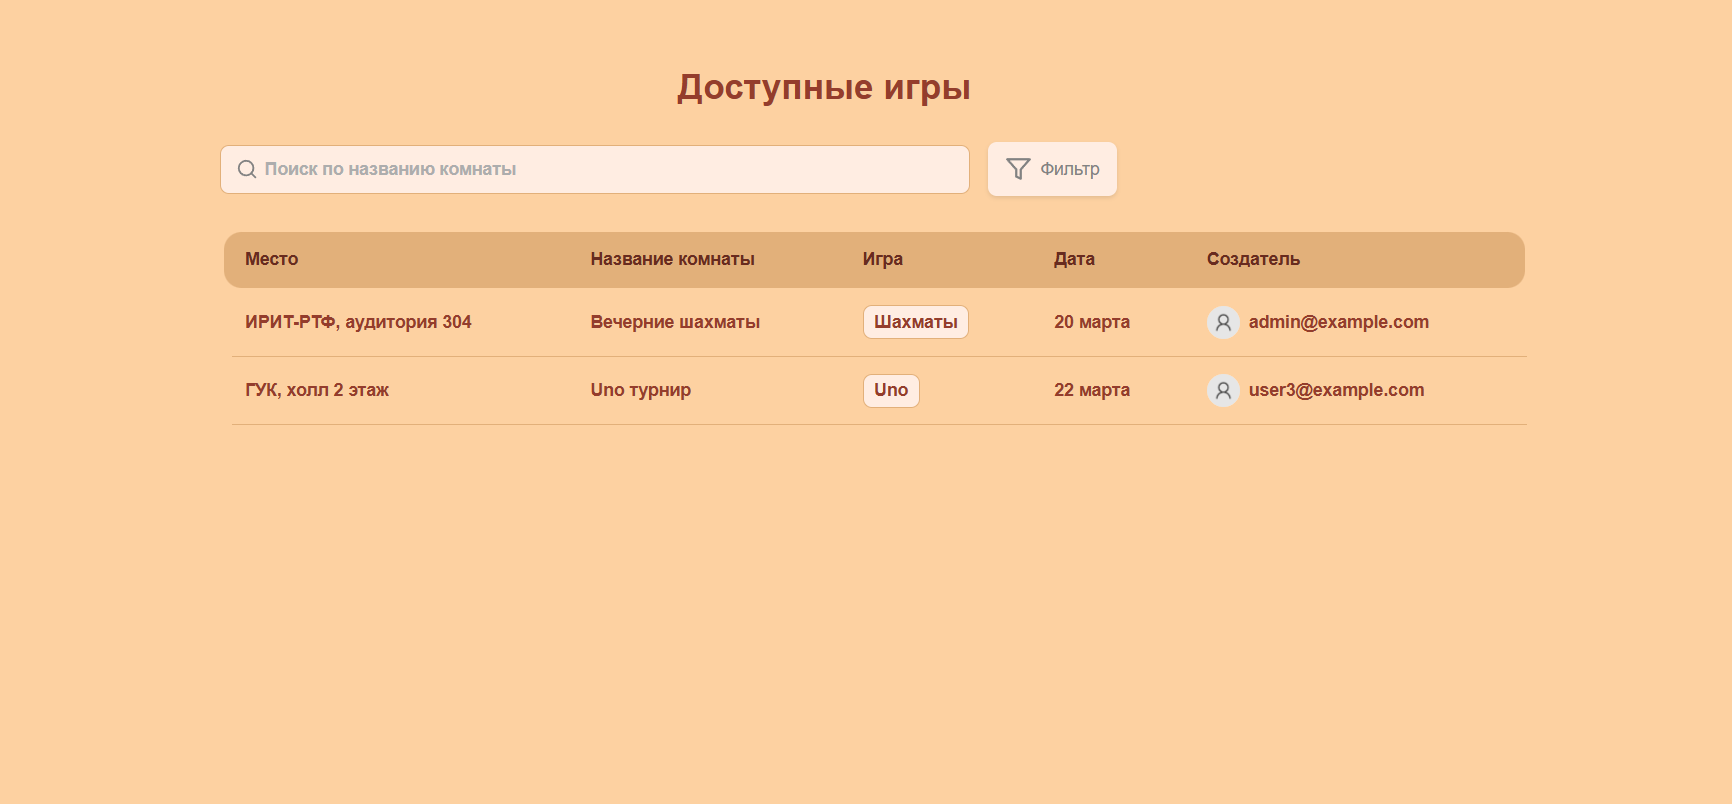 Доступные игры
Поиск по названию комнаты
Фильтр
Место Название комнаты Игра Дата Создатель
ИРИТ-РТФ, аудитория 304 Вечерние шахматы Шахматы 20 марта admin@example.com
ГУК, холл 2 этаж Uno турнир Uno 22 марта user3@example.com